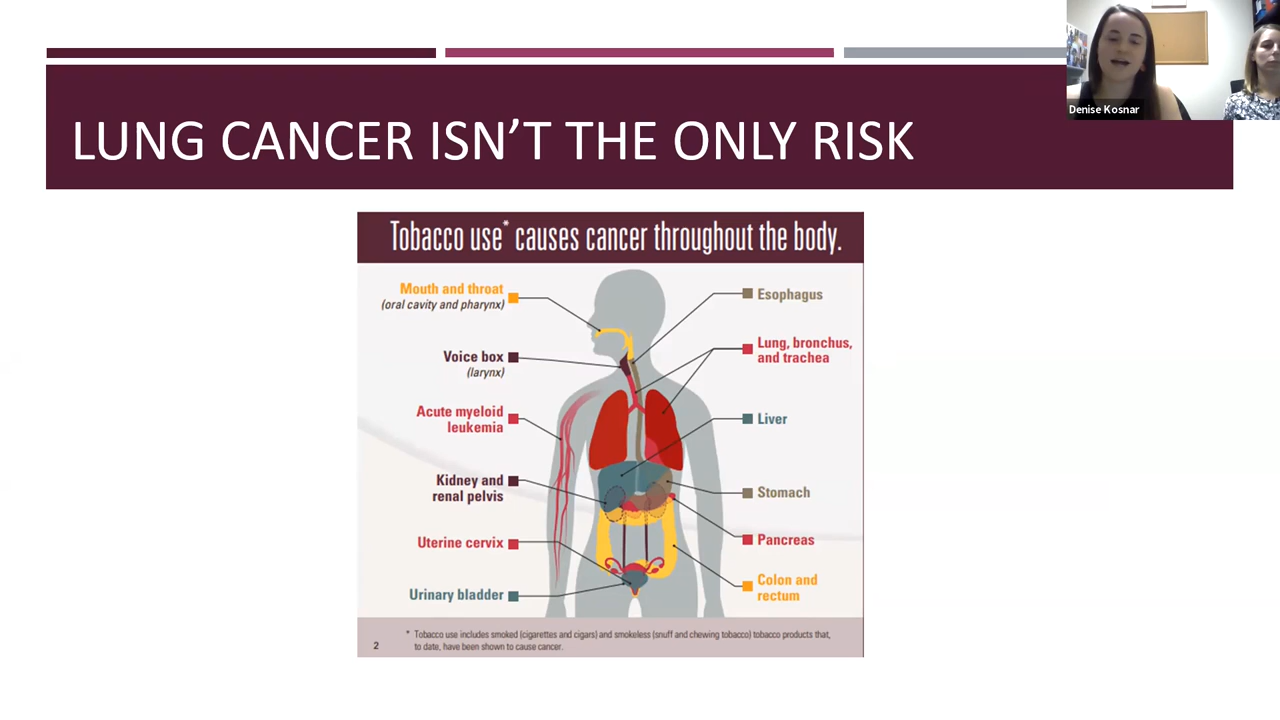 LUNG CANCER ISN’T THE ONLY RISK
Denise Kosnar
Tobacco use* causes cancer throughout the body.
Mouth and throat
(oral cavity and pharynx)
Voice box
(larynx)
Acute myeloid
leukemia
Kidney and
renal pelvis
Uterine cervix
Urinary bladder
Esophagus
Lung, bronchus,
and trachea
Liver
Stomach
Pancreas
Colon and
rectum
* Tobacco use includes smoked (cigarettes and cigars) and smokeless (snuff and chewing tobacco) tobacco products that,
to date, have been shown to cause cancer.
2